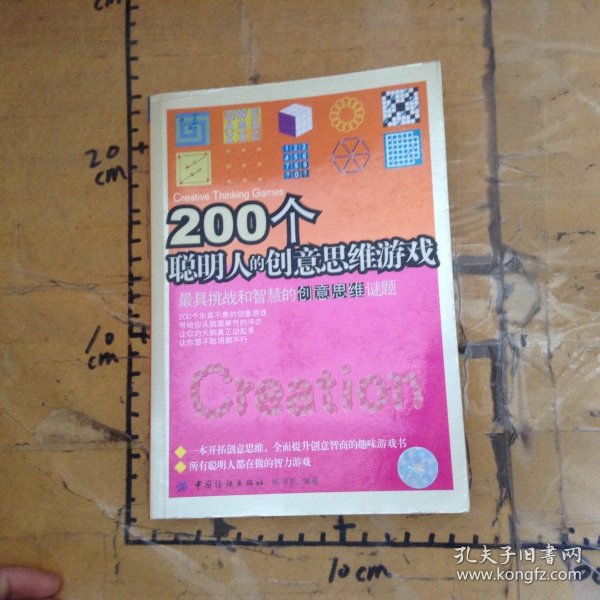 10 cm
20
cm
10
cm
10 cm
Creative Thinking Games
200个
聪明人的创意思维游戏
最具挑战和智慧的创意思维谜题
200个出其不意的创意游戏
带给你头脑震撼性的冲击
让你的大脑真正动起来
让你想不聪明都不行
Creation
一本开拓创意思维，全面提升创意智商的趣味游戏书
所有聪明人都在做的智力游戏
中国纺织出版社
编著
孔夫子旧书网
www.kongfz.com